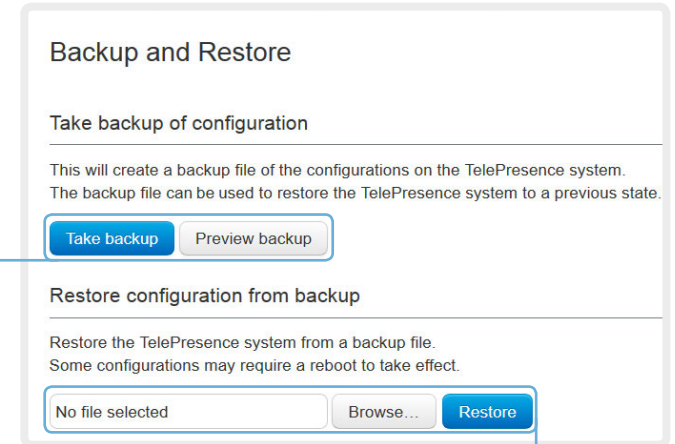 Backup and Restore
Take backup of configuration
This will create a backup file of the configurations on the TelePresence system.
The backup file can be used to restore the TelePresence system to a previous state.
Take backup Preview backup
Restore configuration from backup
Restore the TelePresence system from a backup file.
Some configurations may require a reboot to take effect.
No file selected Browse... Restore